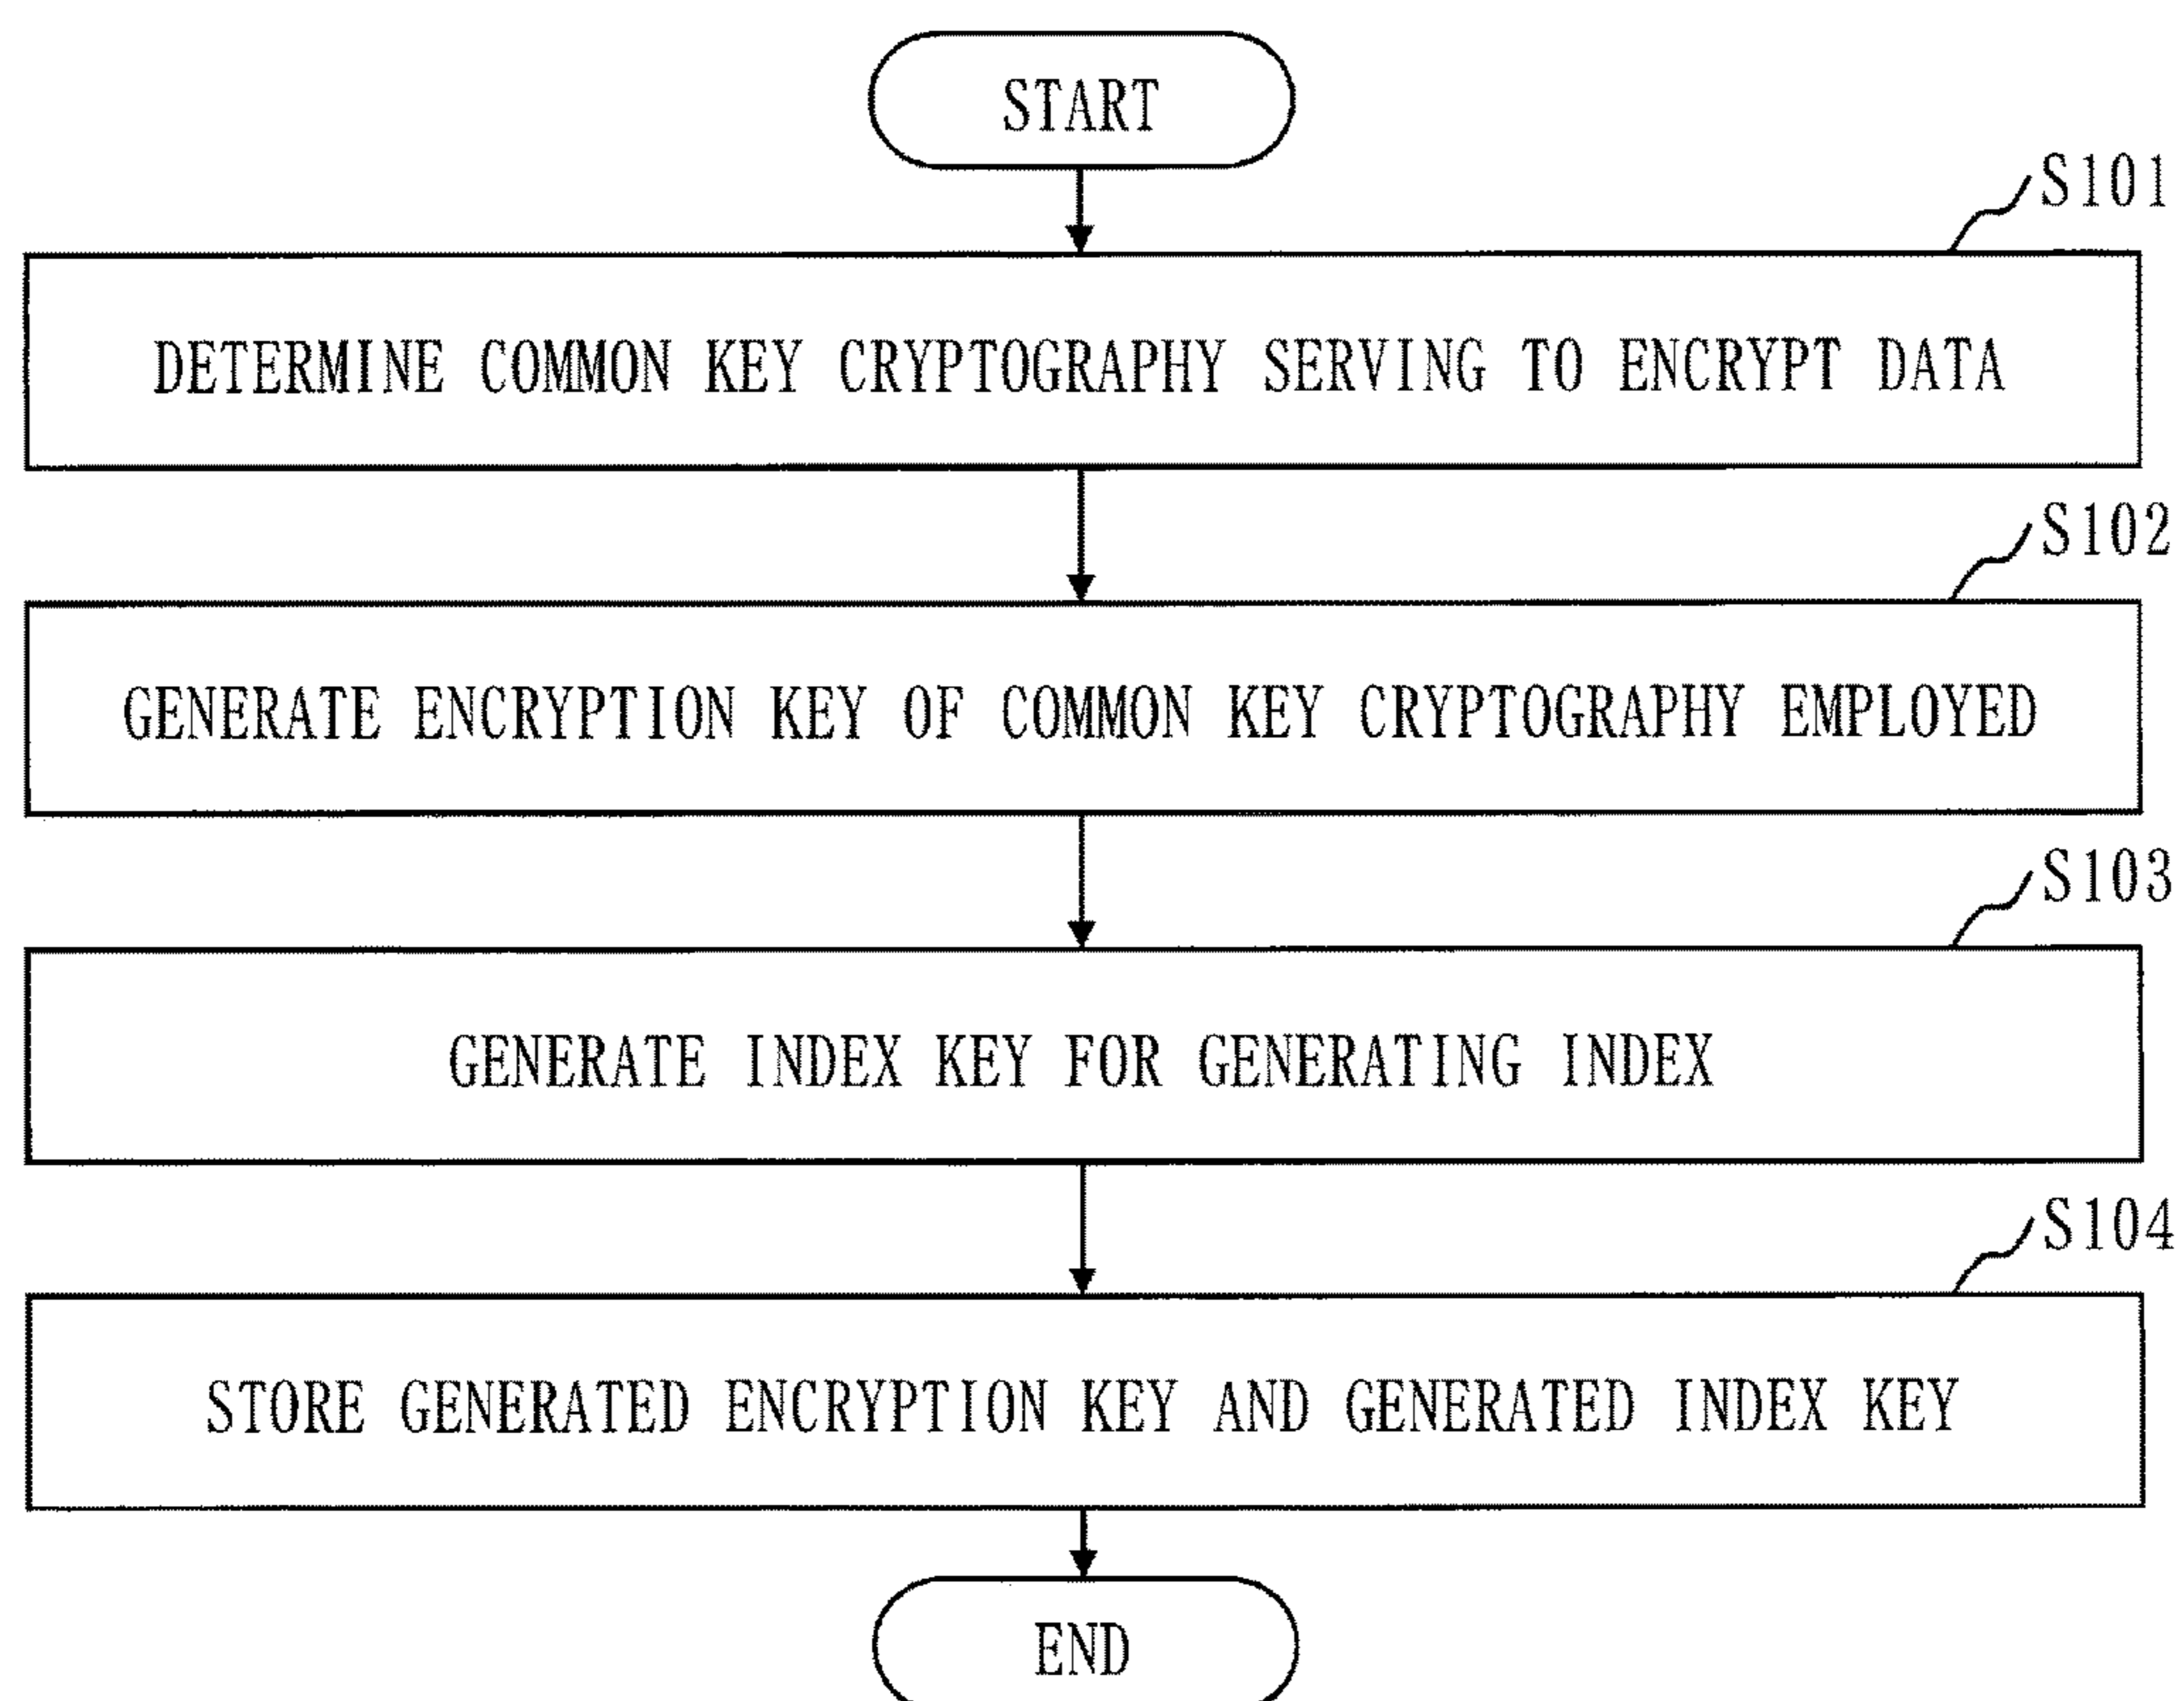 START
S101
DETERMINE COMMON KEY CRYPTOGRAPHY SERVING TO ENCRYPT DATA
S102
GENERATE ENCRYPTION KEY OF COMMON KEY CRYPTOGRAPHY EMPLOYED
S103
GENERATE INDEX KEY FOR GENERATING INDEX
S104
STORE GENERATED ENCRYPTION KEY AND GENERATED INDEX KEY
END